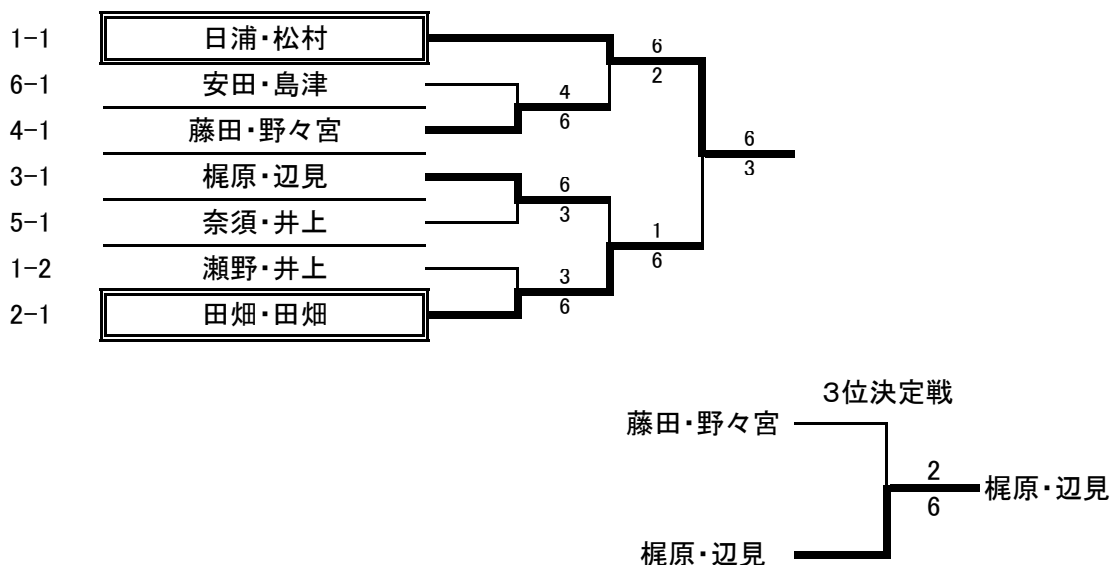 1-1 日浦・松村
6
2
6-1 安田・島津
4
6
4-1 藤田・野々宮
6
3
3-1 梶原・辺見
6
3
5-1 奈須・井上
1
6
1-2 瀬野・井上
3
6
2-1 田畑・田畑
3位決定戦
藤田・野々宮
2
6
梶原・辺見
梶原・辺見